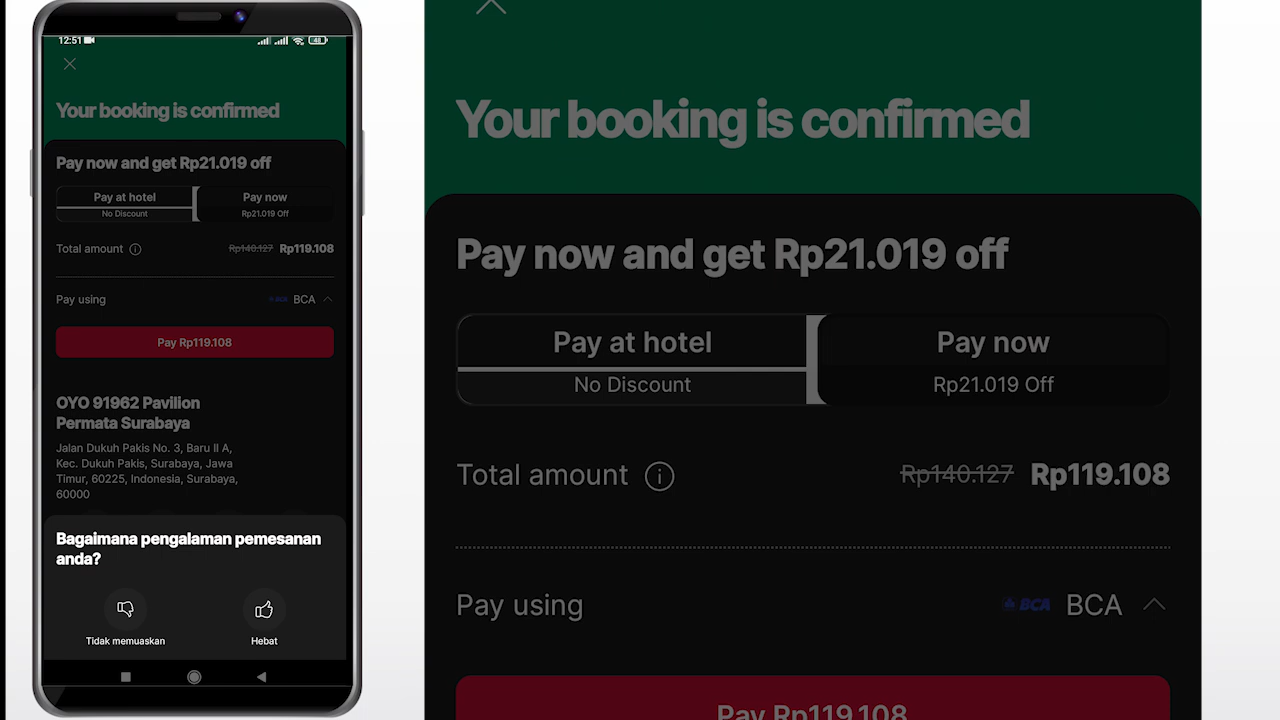 12:51
48
Your booking is confirmed
Pay now and get Rp21.019 off
Pay at hotel
No Discount
Pay now
Rp21.019 Off
Total amount
Rp140.127 Rp119.108
Pay using
BCA BCA
Pay Rp119.108
OYO 91962 Pavilion
Permata Surabaya
Jalan Dukuh Pakis No. 3, Baru II A,
Kec. Dukuh Pakis, Surabaya, Jawa
Timur, 60225, Indonesia, Surabaya,
60000
Bagaimana pengalaman pemesanan
anda?
Tidak memuaskan
Hebat
Your booking is confirmed
Pay now and get Rp21.019 off
Pay at hotel
No Discount
Pay now
Rp21.019 Off
Total amount
Rp140.127 Rp119.108
Pay using
BCA BCA
Pay Rp119.108